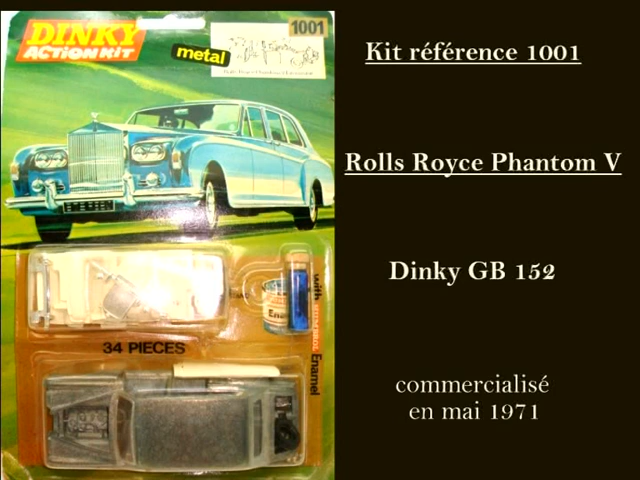 DINKY
ACTION KIT
metal
1001
34 PIECES
with HUMBROL Enamel
Kit référence 1001
Rolls Royce Phantom V
Dinky GB 152
commercialisé
en mai 1971